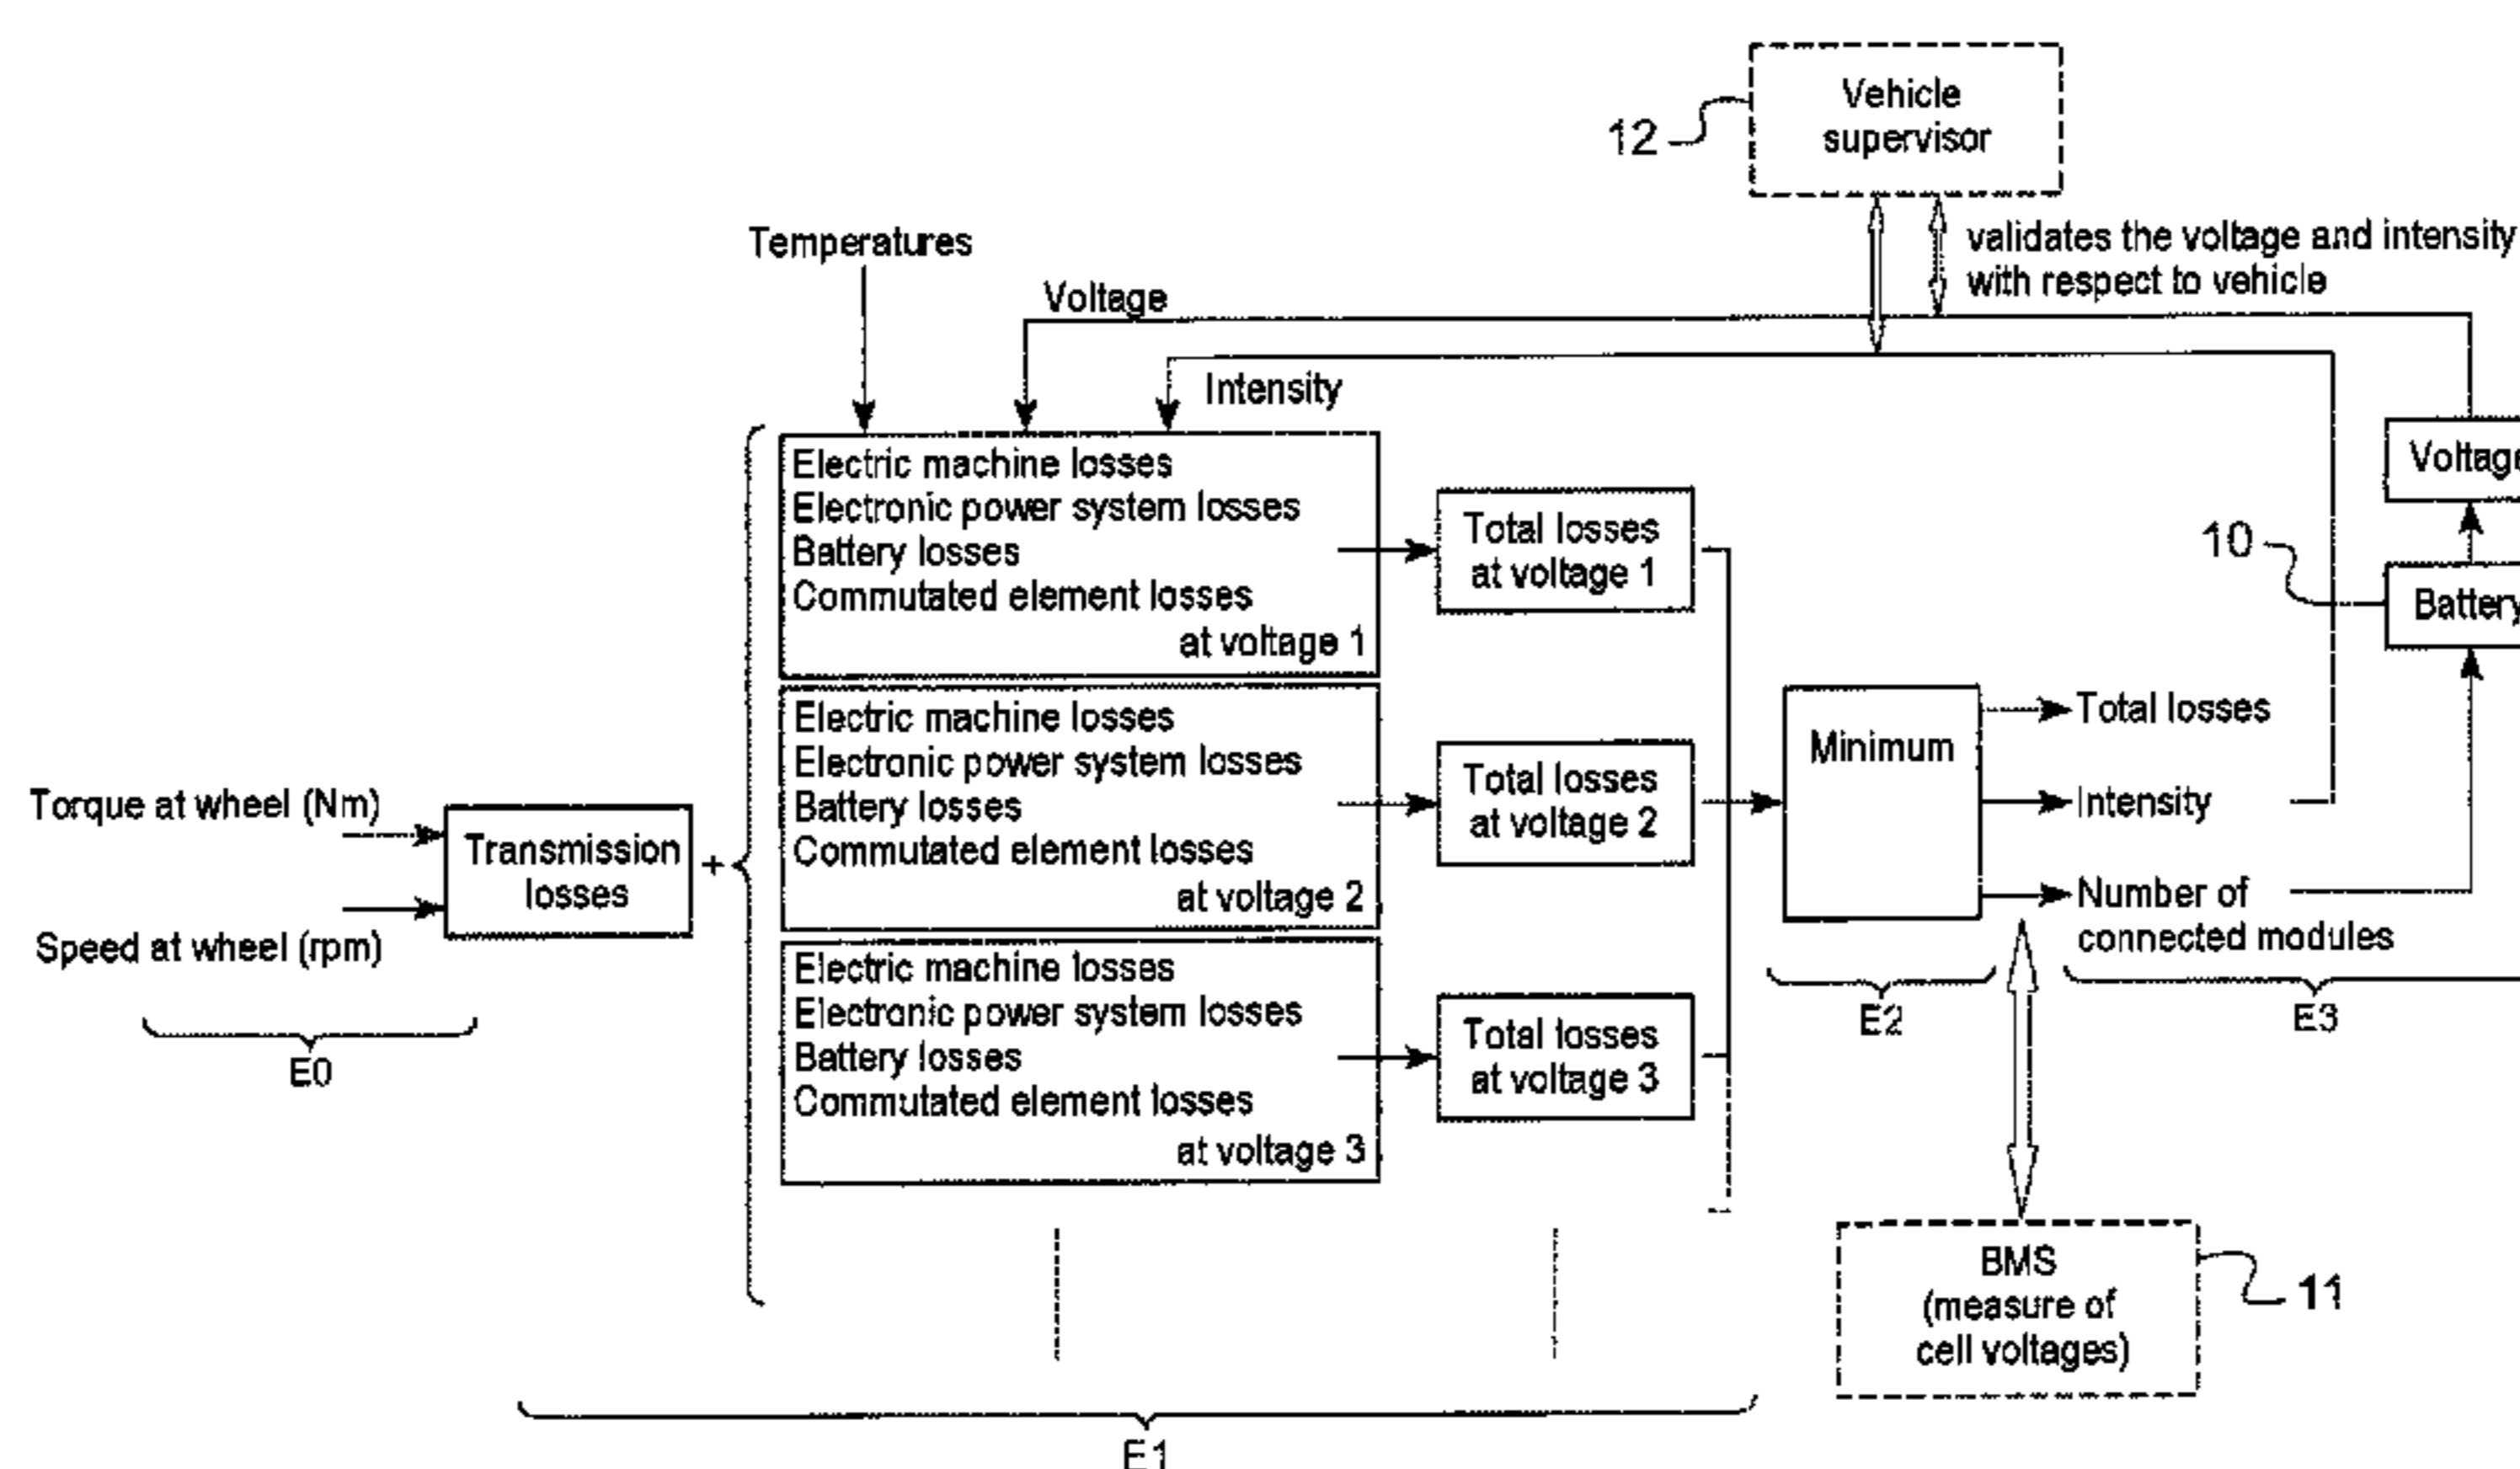 Vehicle
supervisor
12
validates the voltage and intensity
with respect to vehicle
Temperatures
Voltage
Intensity
Electric machine losses
Electronic power system losses
Battery losses
Commutated element losses
at voltage 1
Total losses
at voltage 1
Voltage
10
Battery
Electric machine losses
Electronic power system losses
Battery losses
Commutated element losses
at voltage 2
Total losses
at voltage 2
Minimum
Total losses
Intensity
Number of
connected modules
Torque at wheel (Nm)
Transmission
losses
+
Speed at wheel (rpm)
Electric machine losses
Electronic power system losses
Battery losses
Commutated element losses
at voltage 3
Total losses
at voltage 3
E0
E2
E3
BMS
(measure of
cell voltages)
11
E1